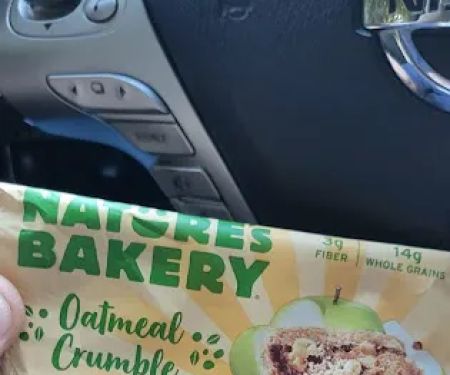 NATURES
BAKERY
3g
FIBER
14g
WHOLE GRAINS
Oatmeal
Crumble